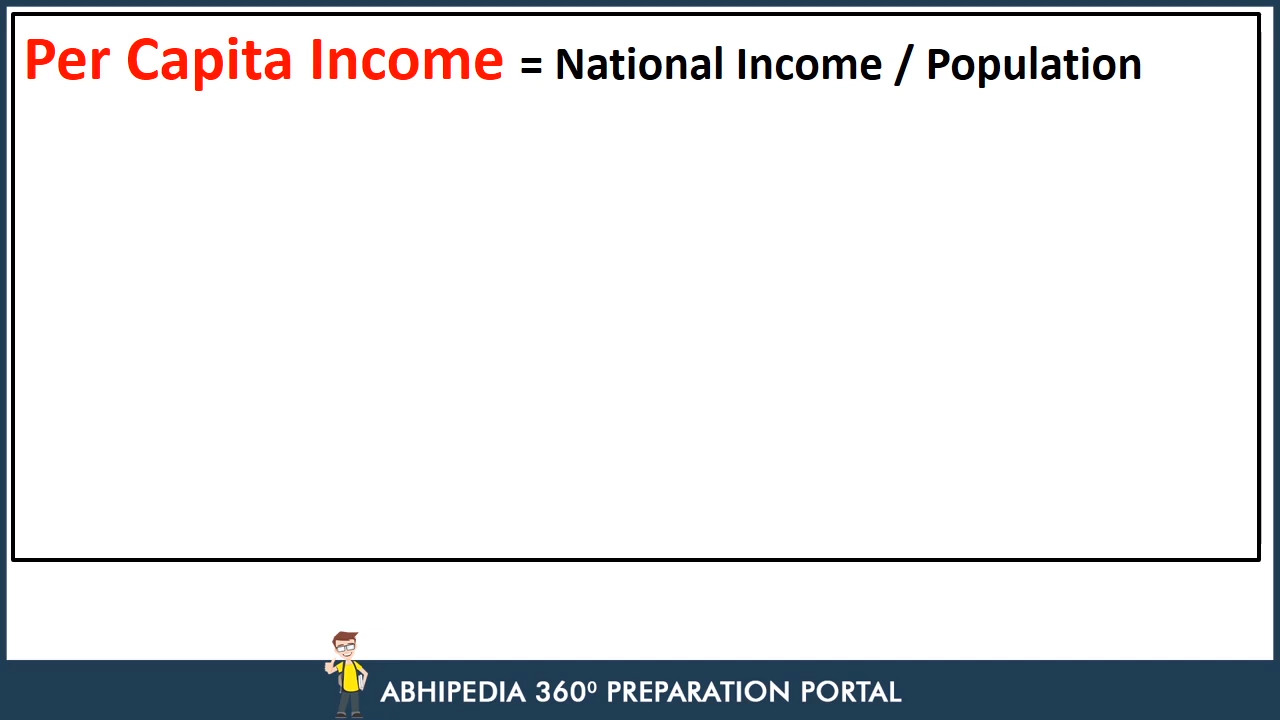 Per Capita Income = National Income / Population
ABHIPEDIA 360⁰ PREPARATION PORTAL